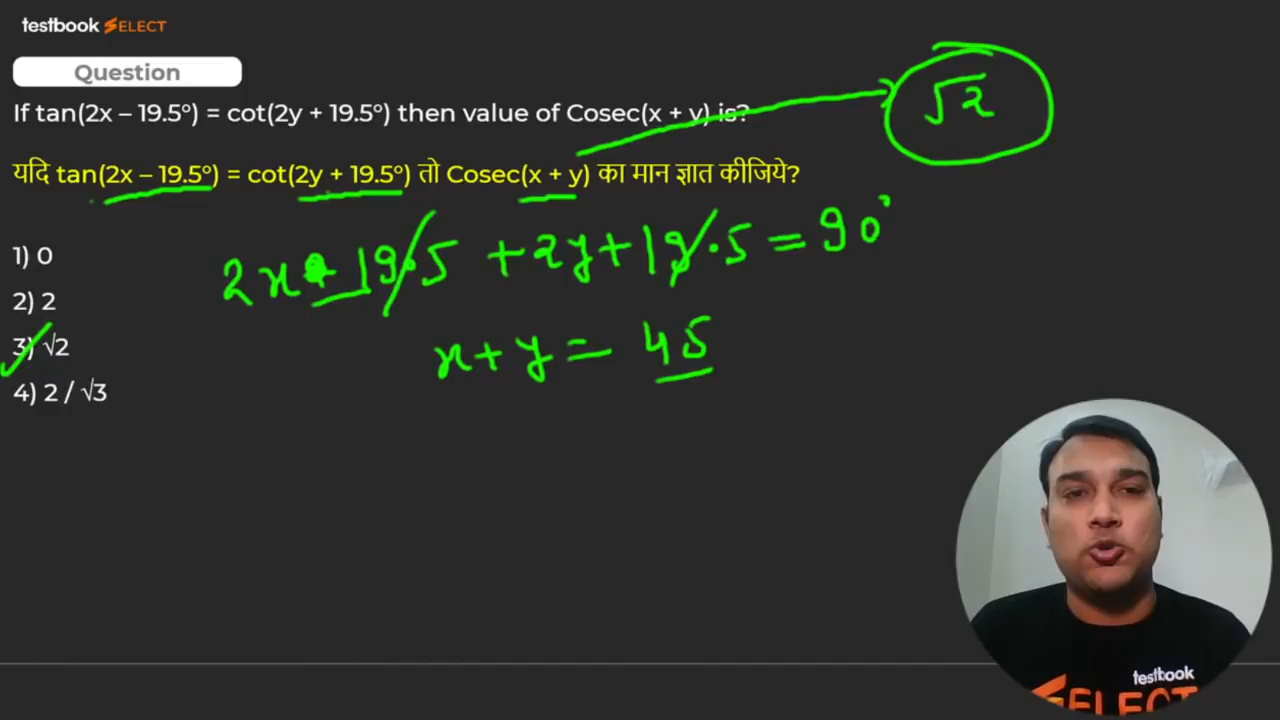 testbook SELECT
Question
If tan(2x – 19.5°) = cot(2y + 19.5°) then value of Cosec(x + y) is?
√2
यदि tan(2x – 19.5°) = cot(2y + 19.5°) तो Cosec(x + y) का मान ज्ञात कीजिये?
2x - 19.5 + 2y + 19.5 = 90°
1) 0
2) 2
3) √2
x + y = 45
4) 2 / √3
testbook
SELECT